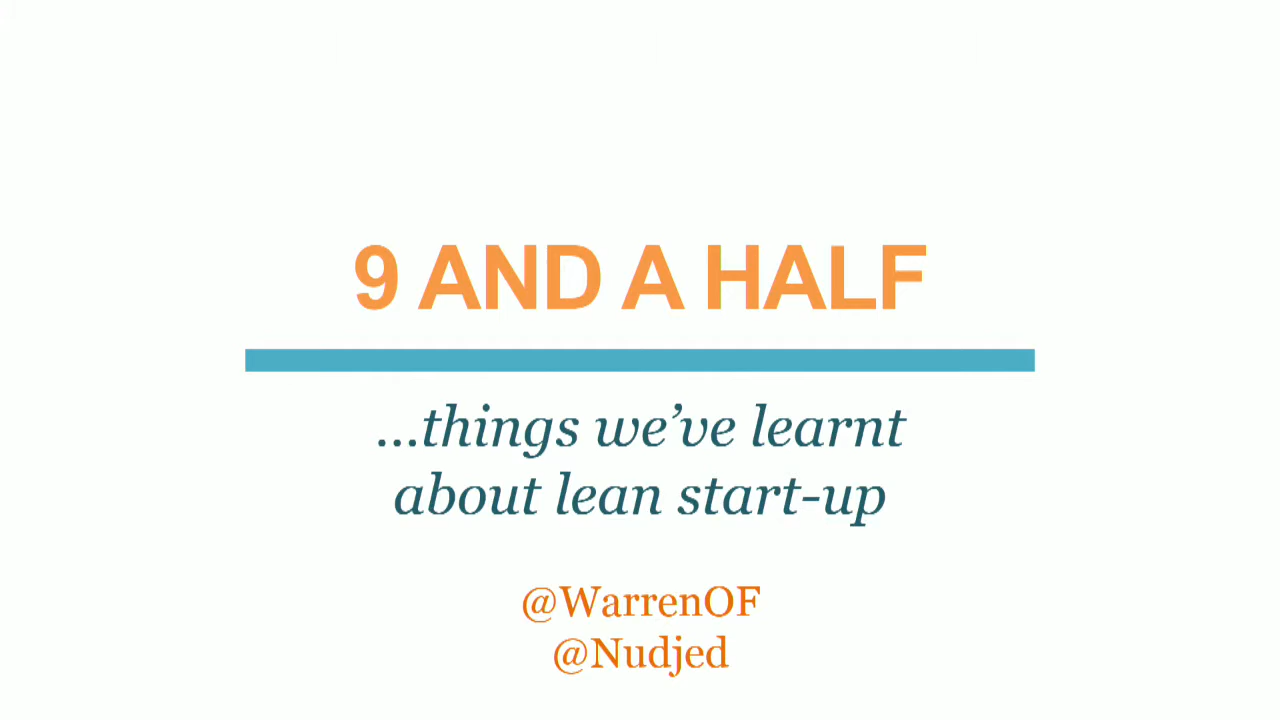 9 AND A HALF
...things we’ve learnt
about lean start-up
@WarrenOF
@Nudjed